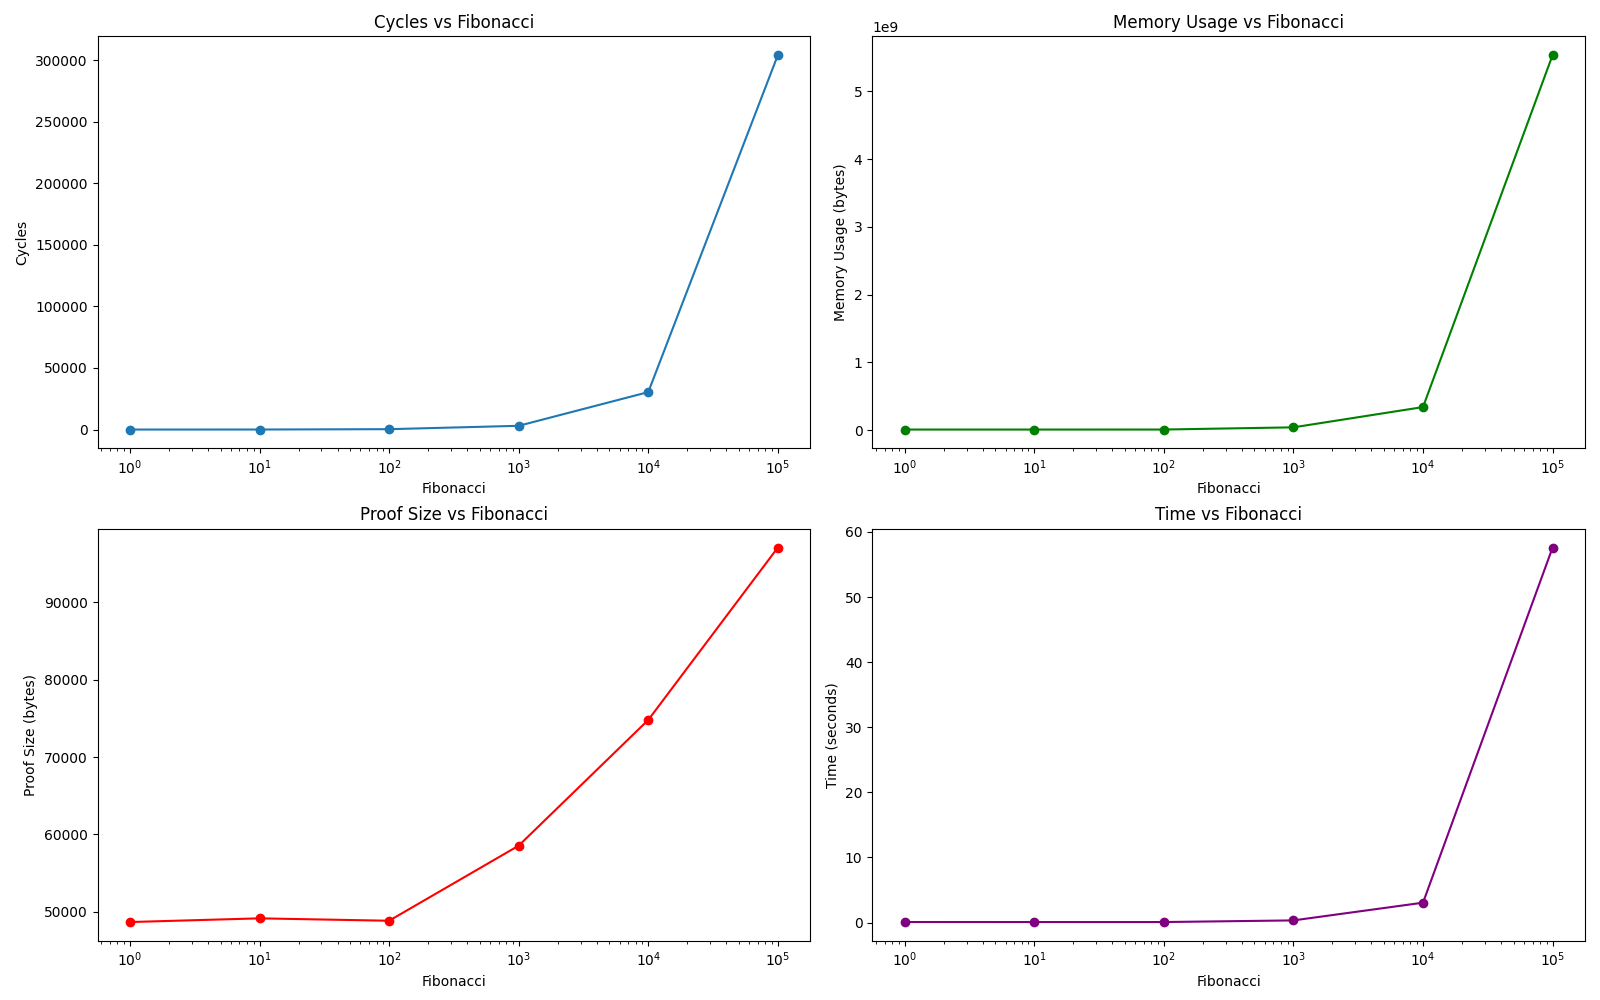 Cycles vs Fibonacci
300000
250000
200000
150000
100000
50000
0
Cycles
10^0 10^1 10^2 10^3 10^4 10^5
Fibonacci
Memory Usage vs Fibonacci
1e9
5
4
3
2
1
0
Memory Usage (bytes)
10^0 10^1 10^2 10^3 10^4 10^5
Fibonacci
Proof Size vs Fibonacci
90000
80000
70000
60000
50000
Proof Size (bytes)
10^0 10^1 10^2 10^3 10^4 10^5
Fibonacci
Time vs Fibonacci
60
50
40
30
20
10
0
Time (seconds)
10^0 10^1 10^2 10^3 10^4 10^5
Fibonacci